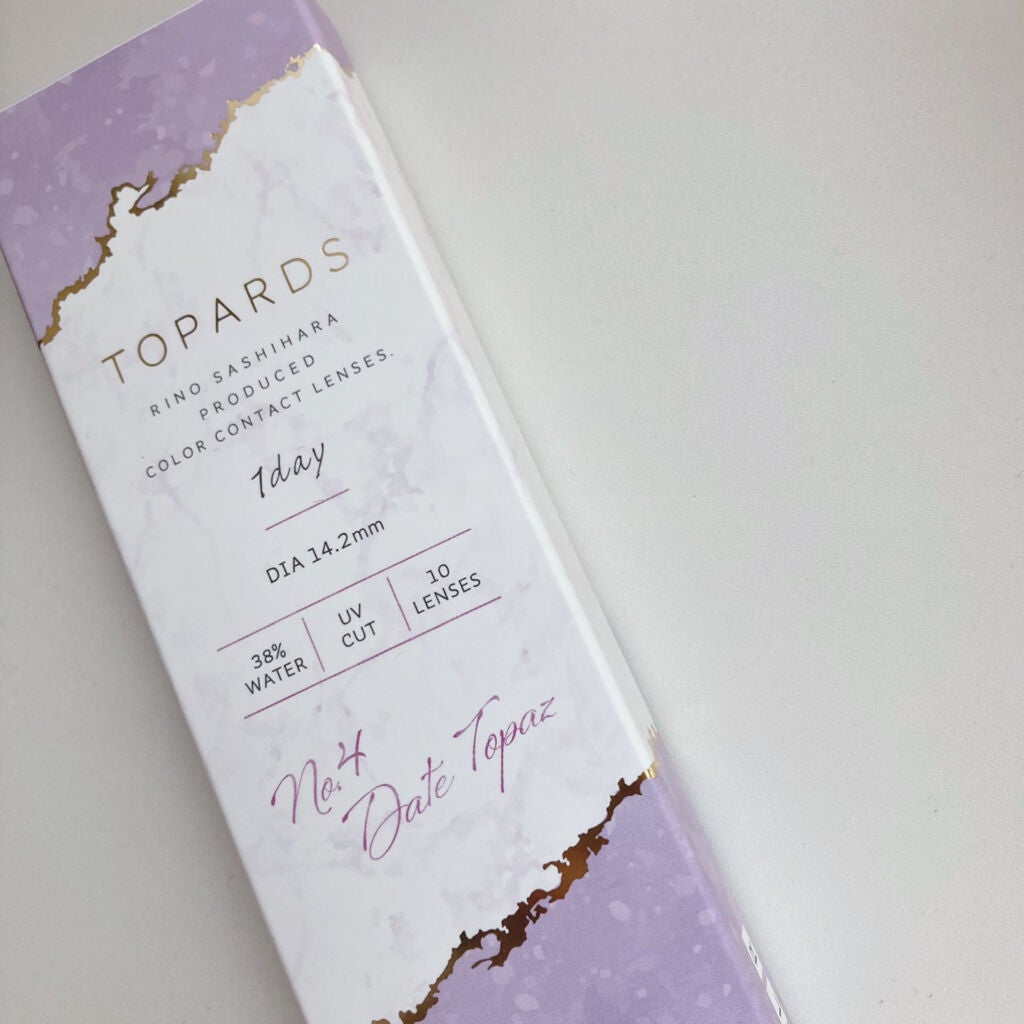 TOPARDS
RINO SASHIHARA
PRODUCED
COLOR CONTACT LENSES.
1day
DIA 14.2mm
38%
WATER
UV
CUT
10
LENSES
No.4
Date Topaz